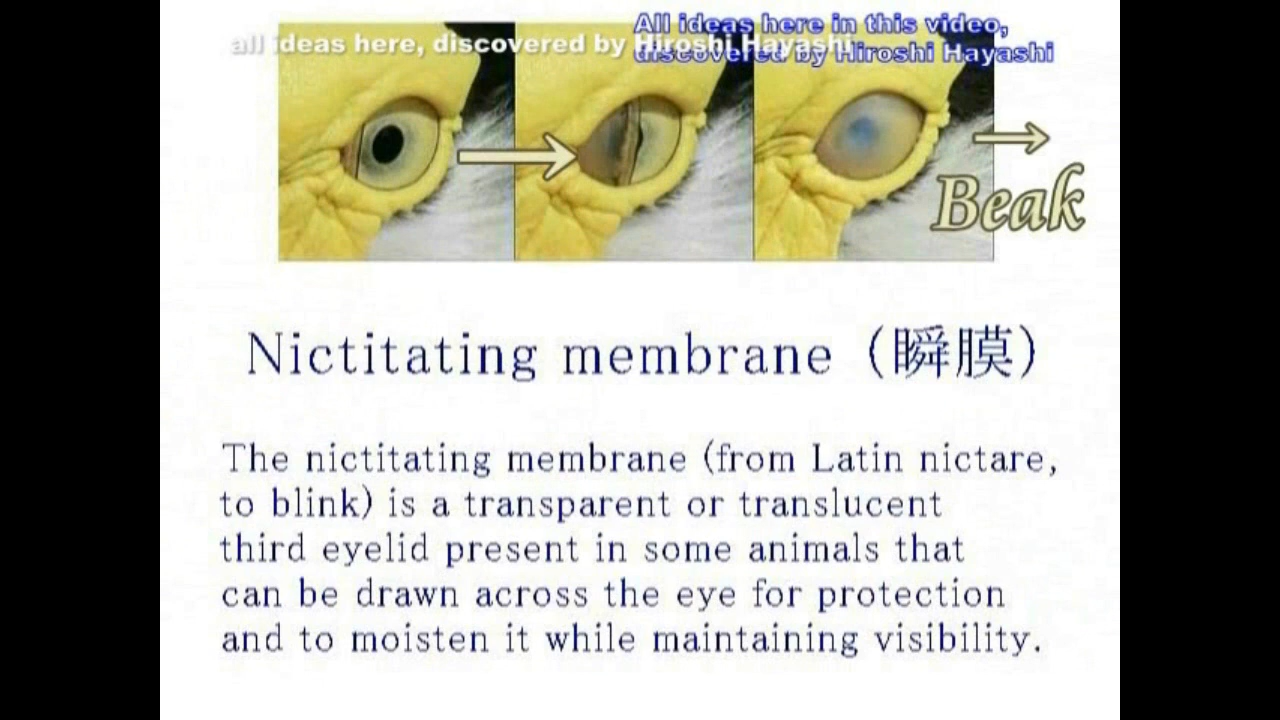 All ideas here in this video,
discovered by Hiroshi Hayashi
all ideas here, discovered by Hiroshi Hayashi
Beak
Nictitating membrane（瞬膜）
The nictitating membrane (from Latin nictare,
to blink) is a transparent or translucent
third eyelid present in some animals that
can be drawn across the eye for protection
and to moisten it while maintaining visibility.